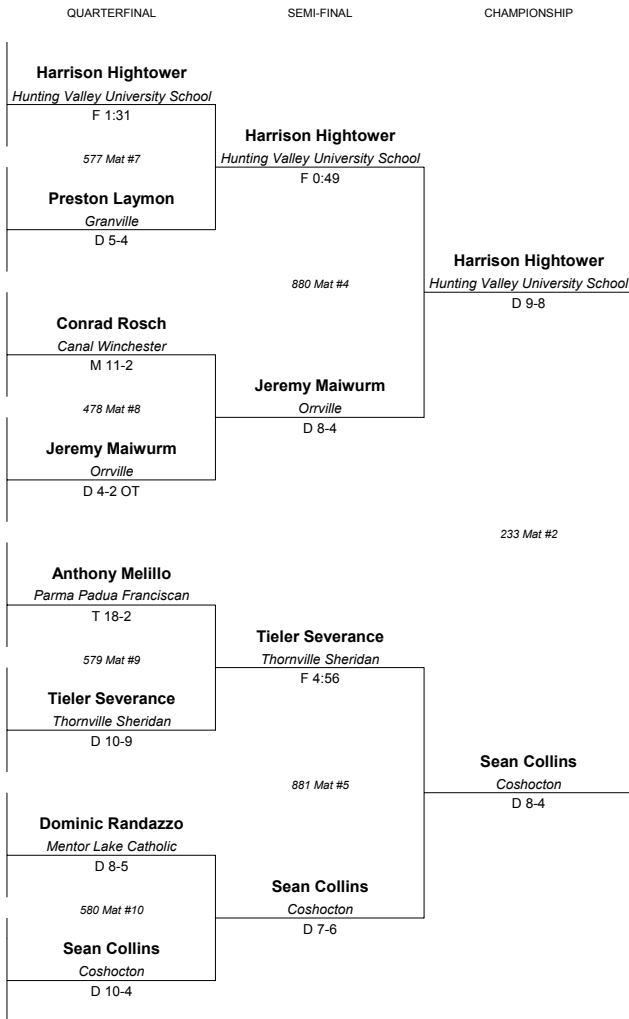 QUARTERFINAL
SEMI-FINAL
CHAMPIONSHIP
Harrison Hightower
Hunting Valley University School
F 1:31
577 Mat #7
Preston Laymon
Granville
D 5-4
Harrison Hightower
Hunting Valley University School
F 0:49
880 Mat #4
Conrad Rosch
Canal Winchester
M 11-2
478 Mat #8
Jeremy Maiwurm
Orrville
D 4-2 OT
Jeremy Maiwurm
Orrville
D 8-4
Harrison Hightower
Hunting Valley University School
D 9-8
233 Mat #2
Anthony Melillo
Parma Padua Franciscan
T 18-2
579 Mat #9
Tieler Severance
Thornville Sheridan
D 10-9
Tieler Severance
Thornville Sheridan
F 4:56
881 Mat #5
Dominic Randazzo
Mentor Lake Catholic
D 8-5
580 Mat #10
Sean Collins
Coshocton
D 10-4
Sean Collins
Coshocton
D 7-6
Sean Collins
Coshocton
D 8-4